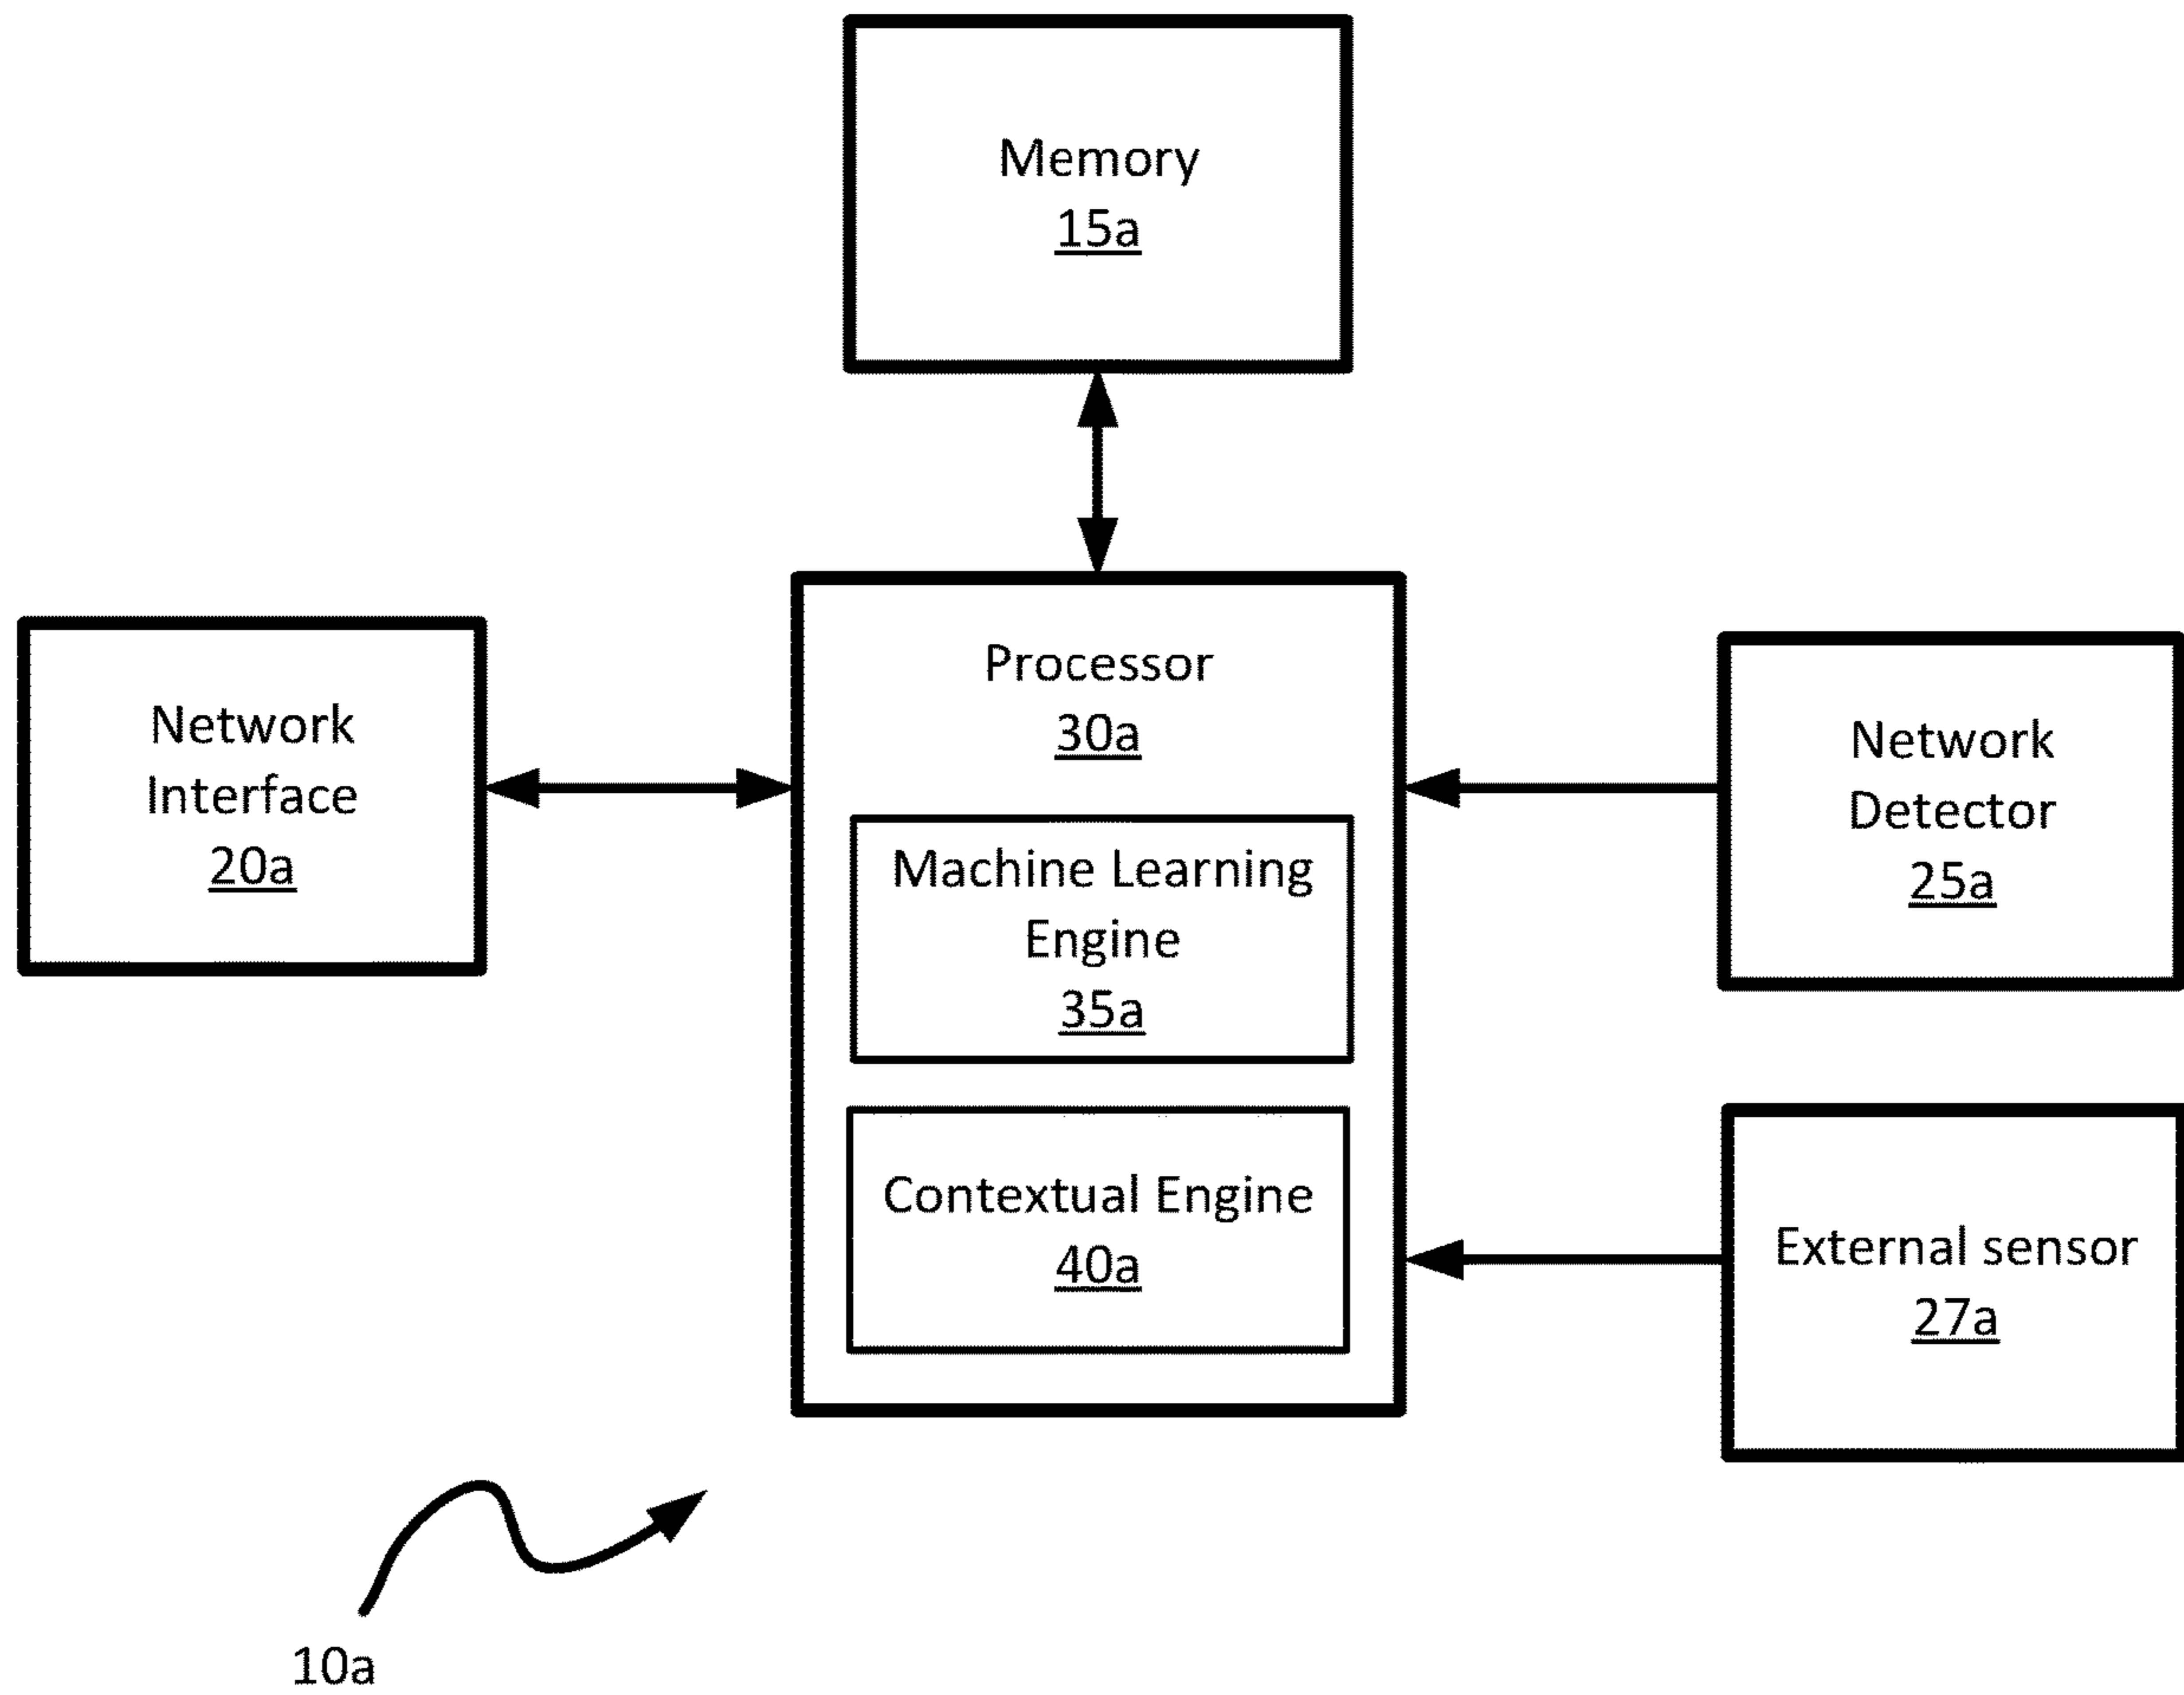 Memory
15a
Processor
30a
Network
Interface
20a
Network
Detector
25a
Machine Learning
Engine
35a
Contextual Engine
40a
External sensor
27a
10a